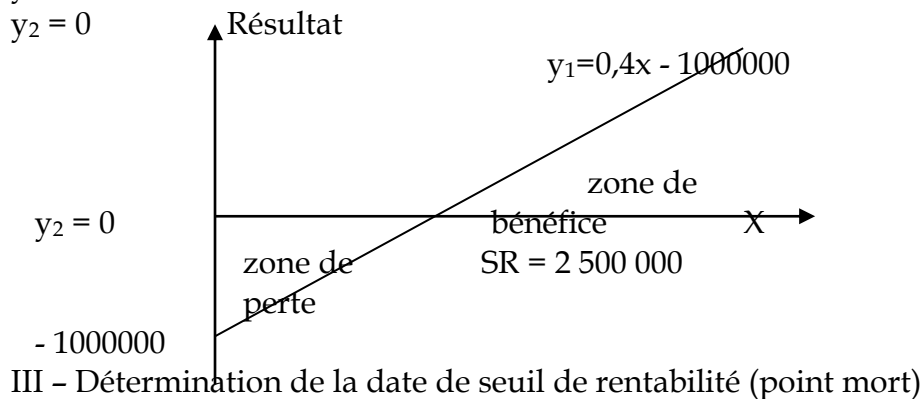 y₂ = 0
Résultat
y₁=0,4x - 1000000
zone de
y₂ = 0
bénéfice
X
zone de
perte
SR = 2 500 000
- 1000000
III – Détermination de la date de seuil de rentabilité (point mort)